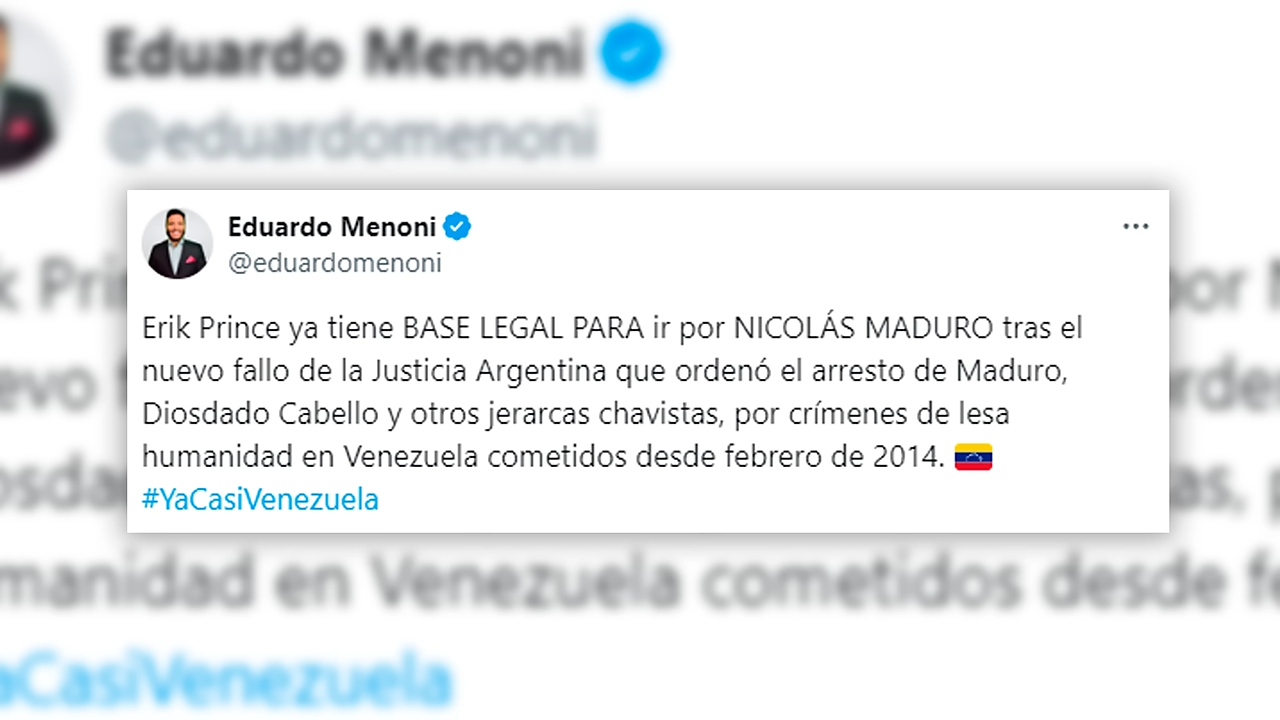 Eduardo Menoni
@eduardomenoni
Eduardo Menoni
@eduardomenoni
Erik Prince ya tiene BASE LEGAL PARA ir por NICOLÁS MADURO tras el
nuevo fallo de la Justicia Argentina que ordenó el arresto de Maduro,
Diosdado Cabello y otros jerarcas chavistas, por crímenes de lesa
humanidad en Venezuela cometidos desde febrero de 2014. 🇻🇪
#YaCasiVenezuela
manidad en Venezuela cometidos desde fe
aCasiVenezuela